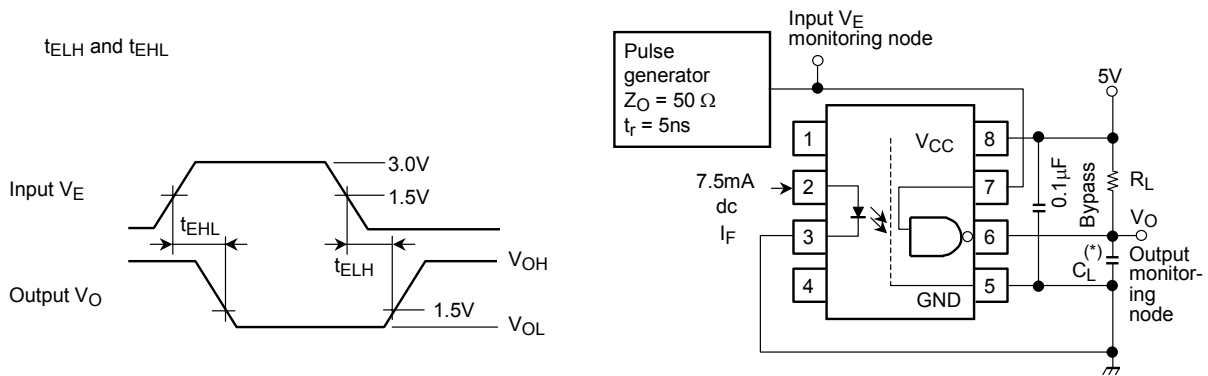 tELH and tEHL
Input VE
3.0V
1.5V
tEHL
tELH
Output VO
VOH
1.5V
VOL
Input VE
monitoring node
Pulse
generator
ZO = 50 Ω
tr = 5ns
5V
1
2
3
4
VCC
GND
8
7
6
5
7.5mA
dc
IF
0.1μF
Bypass
RL
VO
(*)
CL
Output
monitor-
ing
node